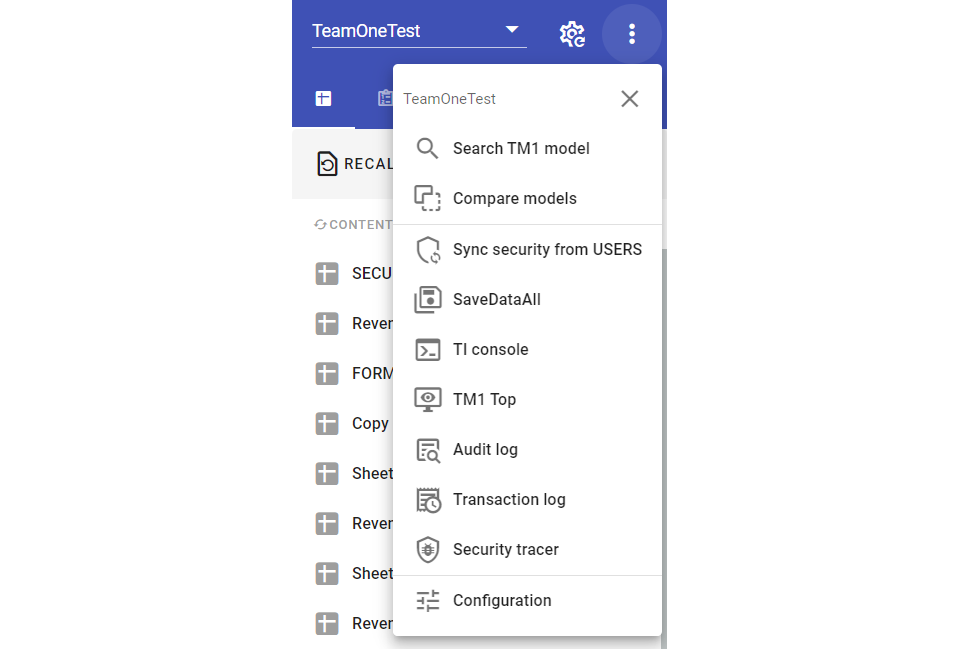 TeamOneTest
TeamOneTest
Search TM1 model
RECAL
Compare models
CONTENT
Sync security from USERS
SECU
SaveDataAll
Rever
TI console
FORM
TM1 Top
Copy
Audit log
Sheet
Transaction log
Rever
Security tracer
Sheet
Configuration
Rever